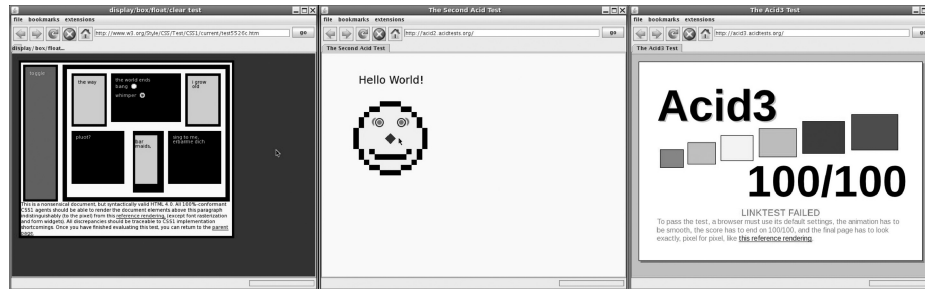 display/box/float/clear test
file bookmarks extensions
http://www.w3.org/Style/CSS/Test/CSS1/current/test5526c.htm
go
display/box/float...
toggle
the way
the world ends
bang
whimper
i grow
old
pluot?
bar
maids,
sing to me,
erbarme dich
This is a nonsensical document, but syntactically valid HTML 4.0. All 100%-conformant
CSS1 agents should be able to render the document elements above this paragraph
indistinguishably (to the pixel) from this reference rendering, (except font rasterization
and form widgets). All discrepancies should be traceable to CSS1 implementation
shortcomings. Once you have finished evaluating this test, you can return to the parent
page.
The Second Acid Test
file bookmarks extensions
http://acid2.acidtests.org/
go
The Second Acid Test
Hello World!
The Acid3 Test
file bookmarks extensions
http://acid3.acidtests.org/
go
The Acid3 Test
Acid3
100/100
LINKTEST FAILED
To pass the test, a browser must use its default settings, the animation has to
be smooth, the score has to end on 100/100, and the final page has to look
exactly, pixel for pixel, like this reference rendering.